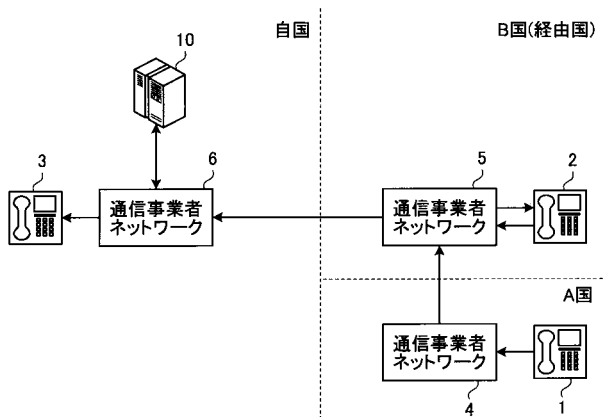 自国
B国(経由国)
10
3
6
5
2
通信事業者
ネットワーク
通信事業者
ネットワーク
A国
通信事業者
ネットワーク
4
1